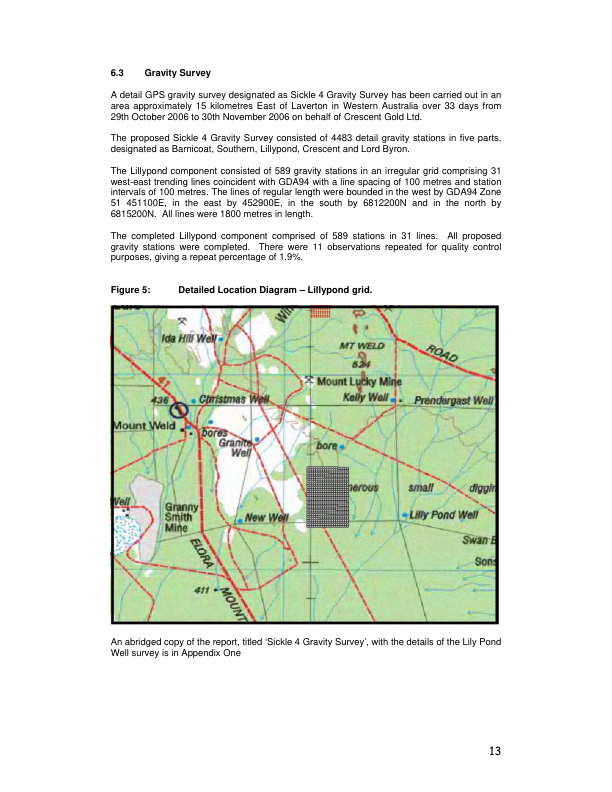 6.3 Gravity Survey
A detail GPS gravity survey designated as Sickle 4 Gravity Survey has been carried out in an
area approximately 15 kilometres East of Laverton in Western Australia over 33 days from
29th October 2006 to 30th November 2006 on behalf of Crescent Gold Ltd.
The proposed Sickle 4 Gravity Survey consisted of 4483 detail gravity stations in five parts,
designated as Barnicoat, Southern, Lillypond, Crescent and Lord Byron.
The Lillypond component consisted of 589 gravity stations in an irregular grid comprising 31
west-east trending lines coincident with GDA94 with a line spacing of 100 metres and station
intervals of 100 metres. The lines of regular length were bounded in the west by GDA94 Zone
51 451100E, in the east by 452900E, in the south by 6812200N and in the north by
6815200N. All lines were 1800 metres in length.
The completed Lillypond component comprised of 589 stations in 31 lines. All proposed
gravity stations were completed. There were 11 observations repeated for quality control
purposes, giving a repeat percentage of 1.9%.
Figure 5: Detailed Location Diagram – Lillypond grid.
Ida Hill Well
MT WELD
524
ROAD
41
Mount Lucky Mine
436
Christmas Well
Kelly Well
Prendergast Well
Mount Weld
bores
Granite
Well
bore
erous small diggin
Well
Granny
Smith
Mine
New Well
Lilly Pond Well
Swan
Sons
ELORA
MOUNT
411
An abridged copy of the report, titled ‘Sickle 4 Gravity Survey’, with the details of the Lily Pond
Well survey is in Appendix One
13